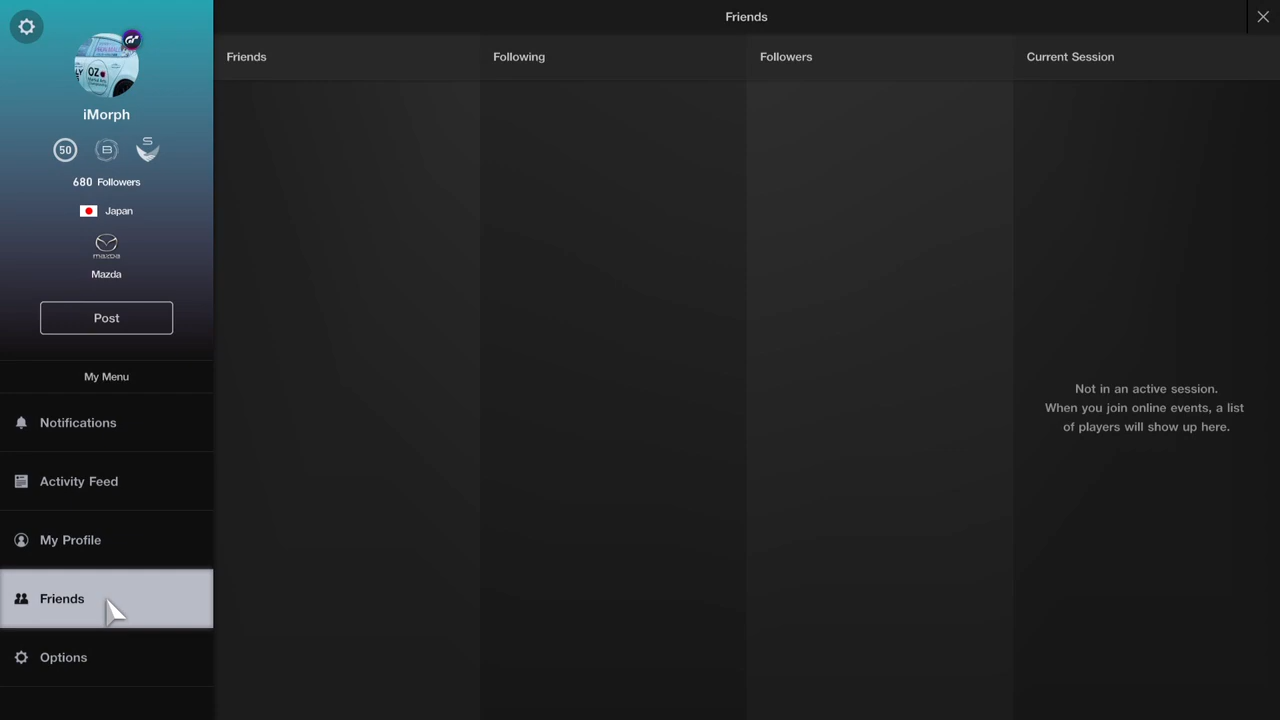 Friends
Friends
Following
Followers
Current Session
OZ
iMorph
50
B
S
680 Followers
Japan
mazda
Mazda
Post
My Menu
Notifications
Activity Feed
My Profile
Friends
Options
Not in an active session.
When you join online events, a list
of players will show up here.